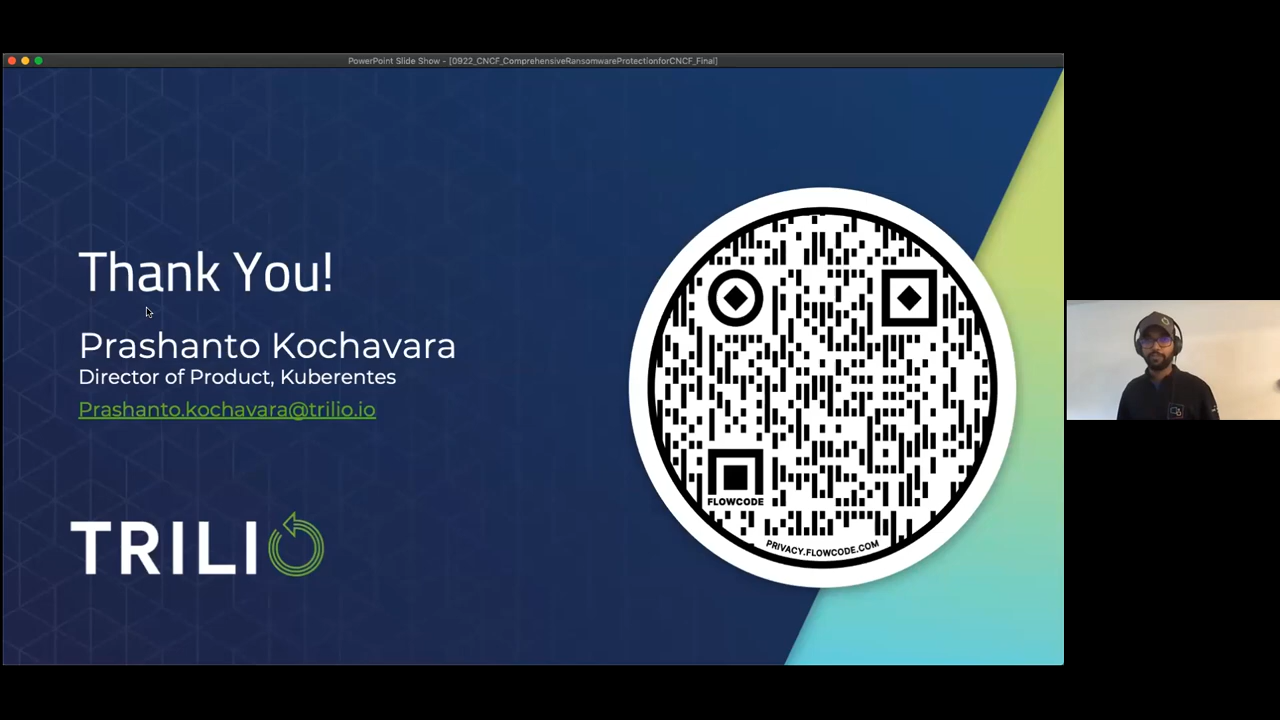 PowerPoint Slide Show - [0922_CNCF_ComprehensiveRansomwareProtectionforCNCF_Final]
Thank You!
Prashanto Kochavara
Director of Product, Kuberentes
Prashanto.kochavara@trilio.io
TRILIO
FLOWCODE
PRIVACY.FLOWCODE.COM